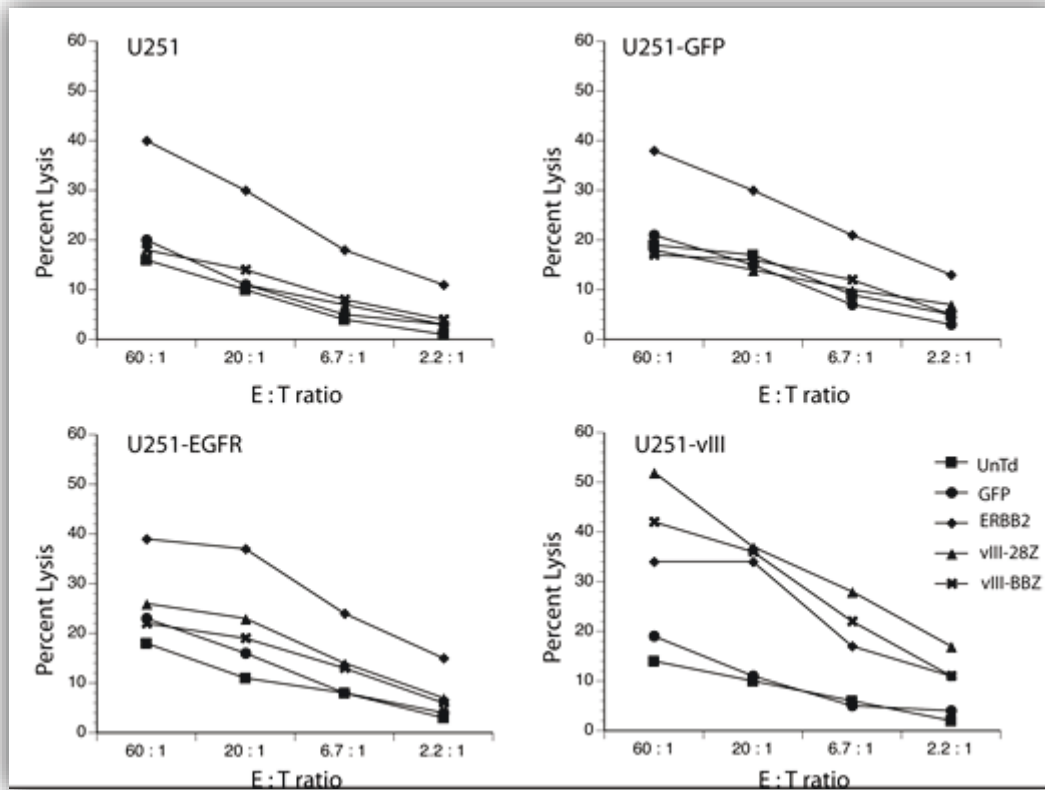 U251
60
50
40
30
20
10
0
Percent Lysis
60 : 1 20 : 1 6.7 : 1 2.2 : 1
E : T ratio
U251-GFP
60
50
40
30
20
10
0
Percent Lysis
60 : 1 20 : 1 6.7 : 1 2.2 : 1
E : T ratio
U251-EGFR
60
50
40
30
20
10
0
Percent Lysis
60 : 1 20 : 1 6.7 : 1 2.2 : 1
E : T ratio
U251-vIII
60
50
40
30
20
10
0
Percent Lysis
60 : 1 20 : 1 6.7 : 1 2.2 : 1
E : T ratio
UnTd
GFP
ERBB2
vIII-28Z
vIII-BBZ